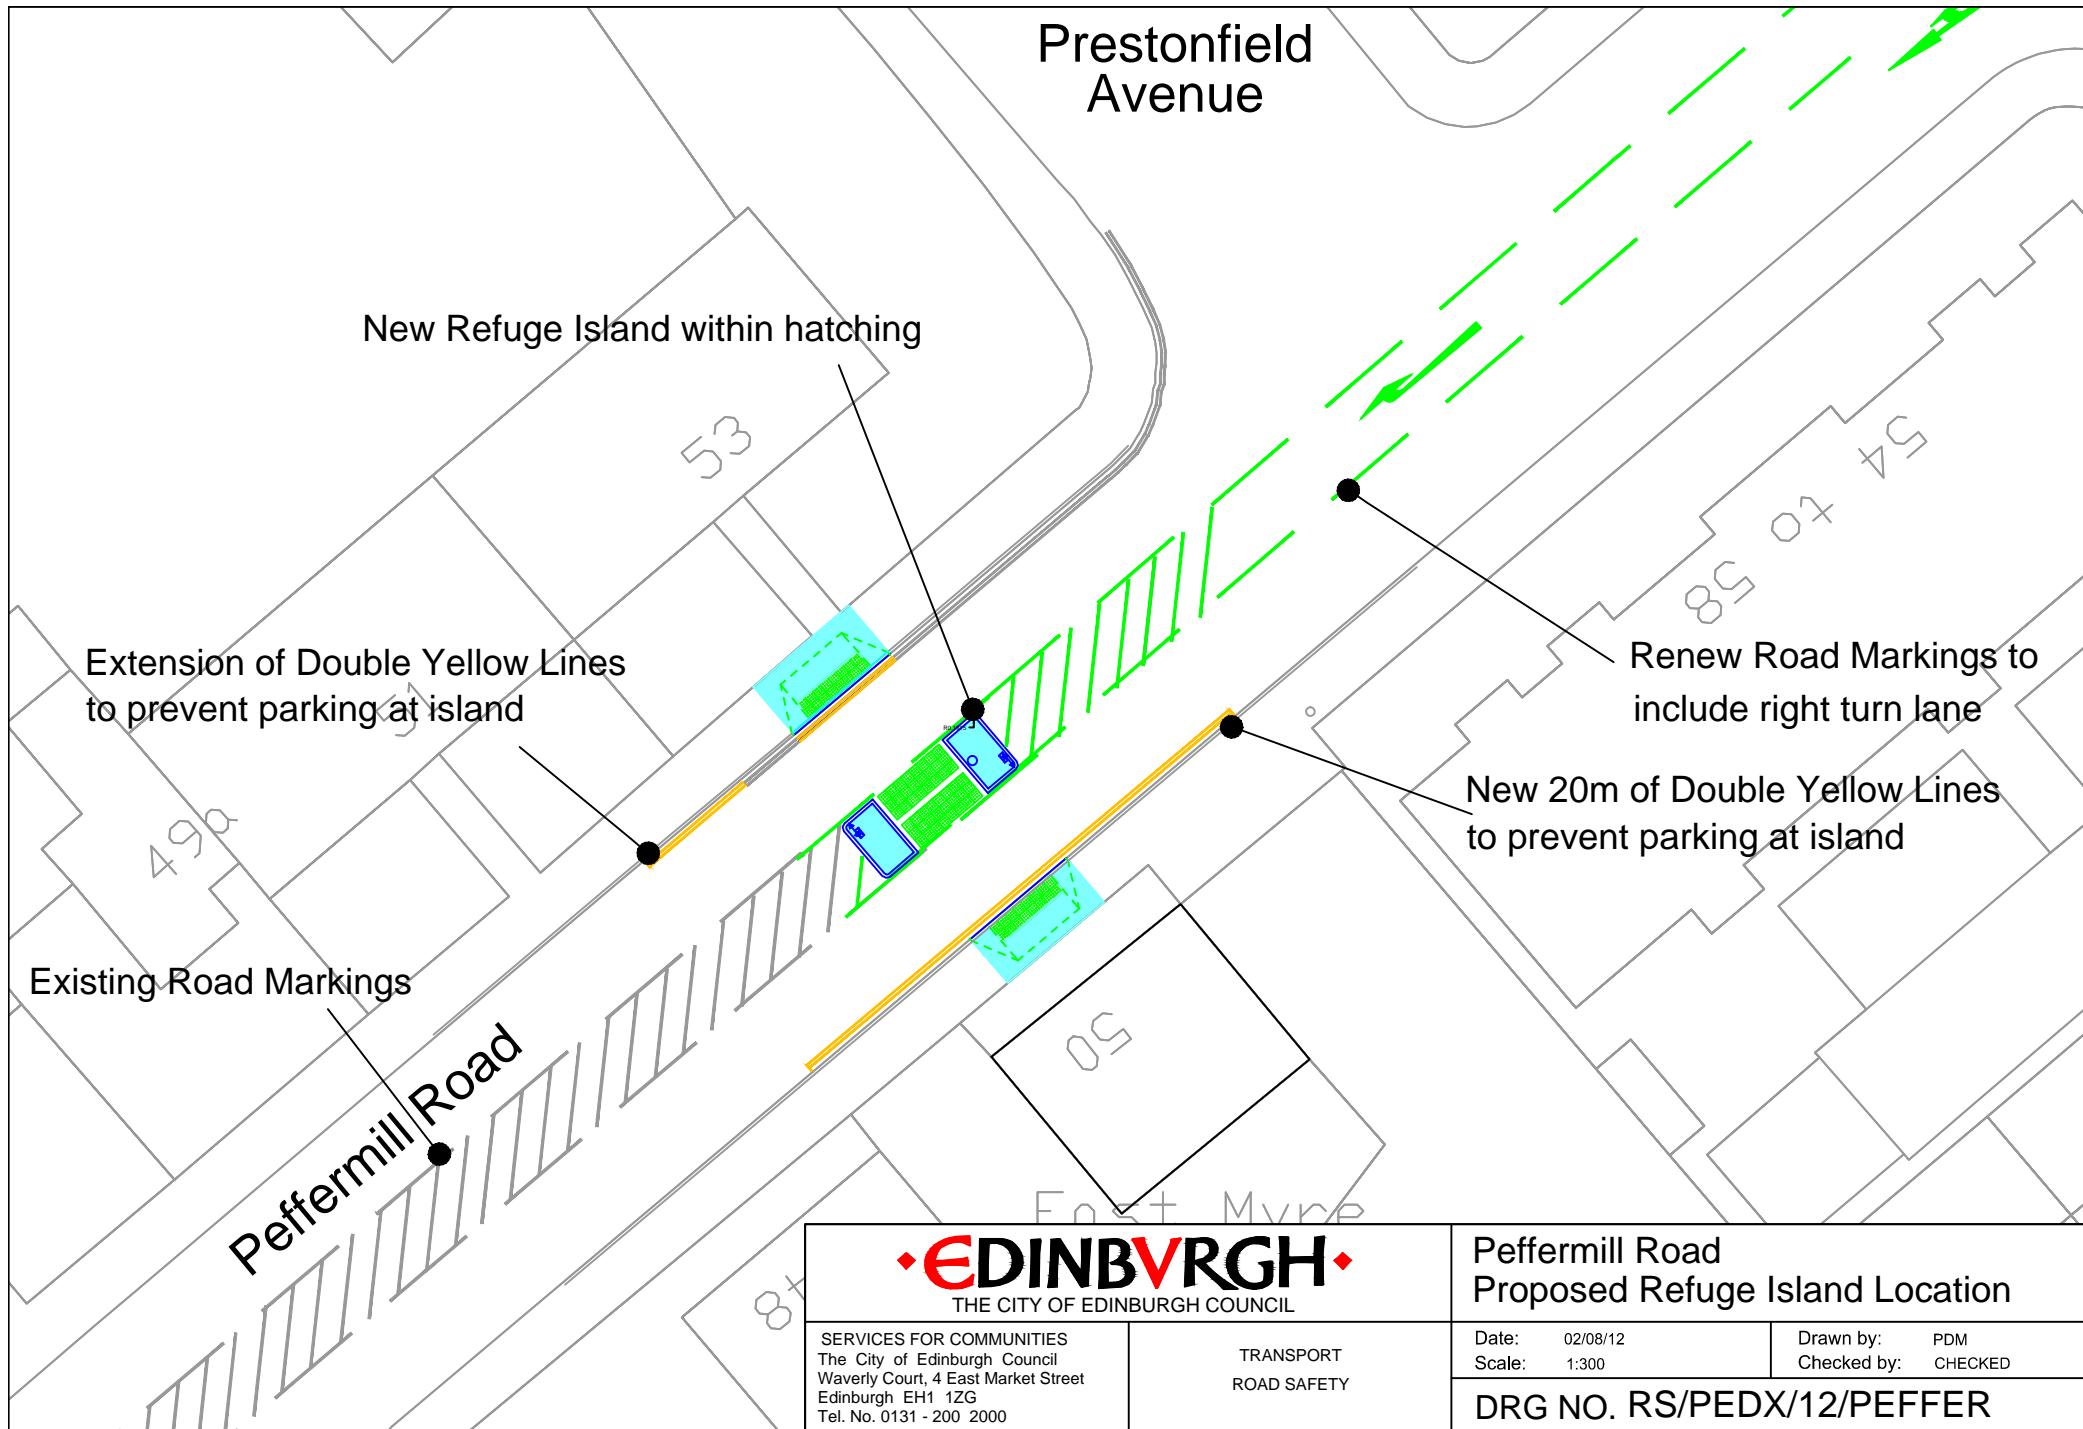 Prestonfield
Avenue
New Refuge Island within hatching
53
54
to
58
Extension of Double Yellow Lines
to prevent parking at island
51
Renew Road Markings to
include right turn lane
New 20m of Double Yellow Lines
to prevent parking at island
49a
Existing Road Markings
Peffermill Road
50
East Myre
48
EDINBVRGH
THE CITY OF EDINBURGH COUNCIL
SERVICES FOR COMMUNITIES
The City of Edinburgh Council
Waverly Court, 4 East Market Street
Edinburgh EH1 1ZG
Tel. No. 0131 - 200 2000
TRANSPORT
ROAD SAFETY
Peffermill Road
Proposed Refuge Island Location
Date: 02/08/12
Scale: 1:300
Drawn by: PDM
Checked by: CHECKED
DRG NO. RS/PEDX/12/PEFFER